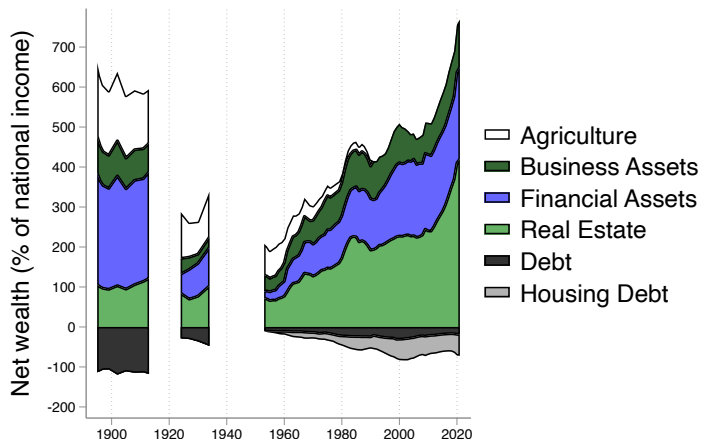 Net wealth (% of national income)
700
600
500
400
300
200
100
0
-100
-200
1900 1920 1940 1960 1980 2000 2020
Agriculture
Business Assets
Financial Assets
Real Estate
Debt
Housing Debt